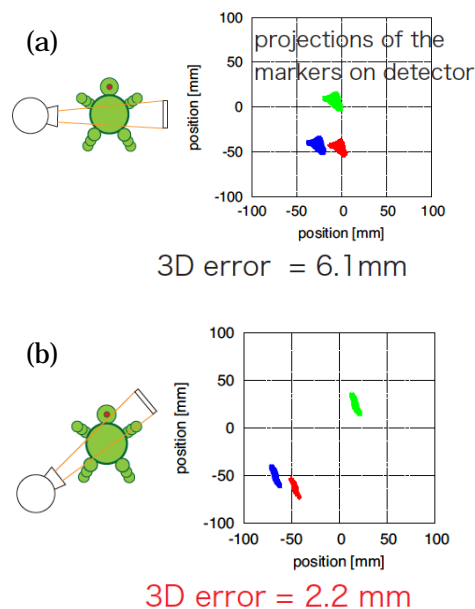 (a)
100
50
0
-50
-100
position [mm]
projections of the
markers on detector
-100 -50 0 50 100
position [mm]
3D error = 6.1mm
(b)
100
50
0
-50
-100
position [mm]
-100 -50 0 50 100
position [mm]
3D error = 2.2 mm